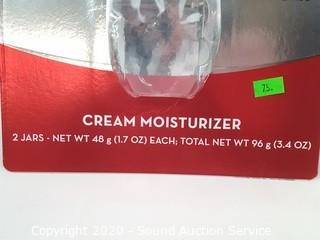 75.
CREAM MOISTURIZER
2 JARS - NET WT 48 g (1.7 OZ) EACH; TOTAL NET WT 96 g (3.4 OZ)
Copyright 2020 - Sound Auction Service